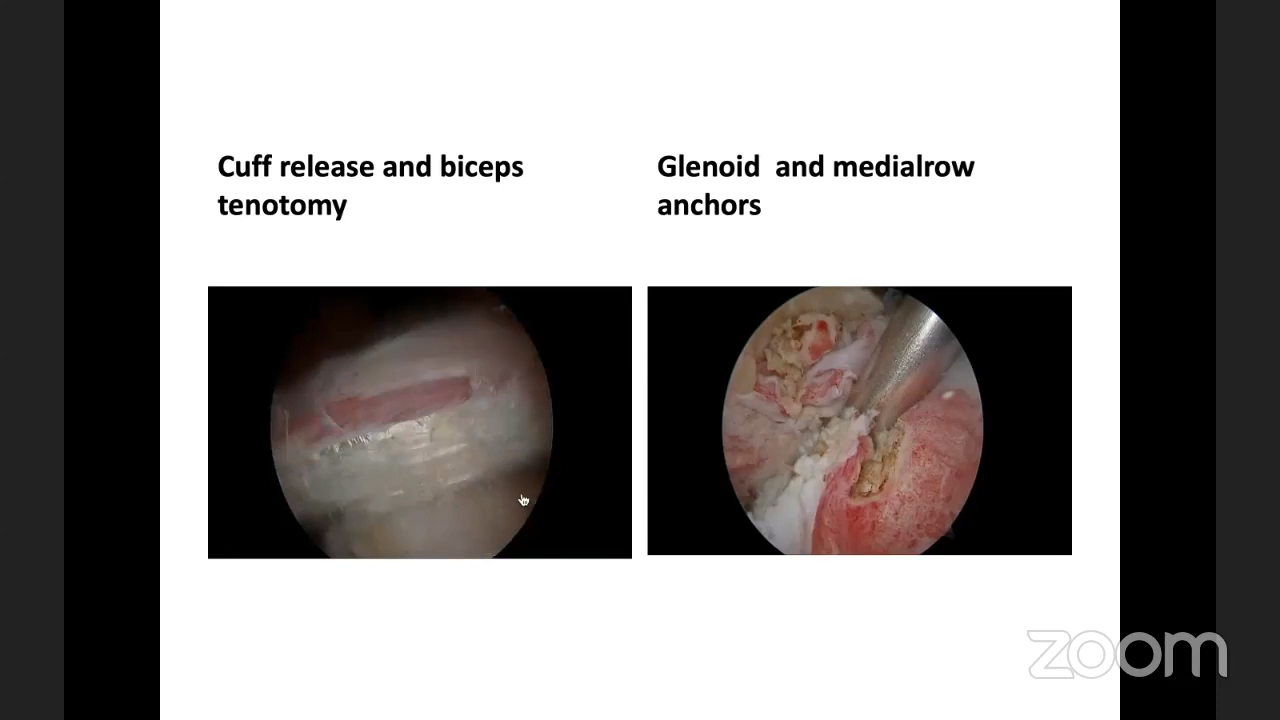 Cuff release and biceps
tenotomy
Glenoid  and medialrow
anchors
zoom